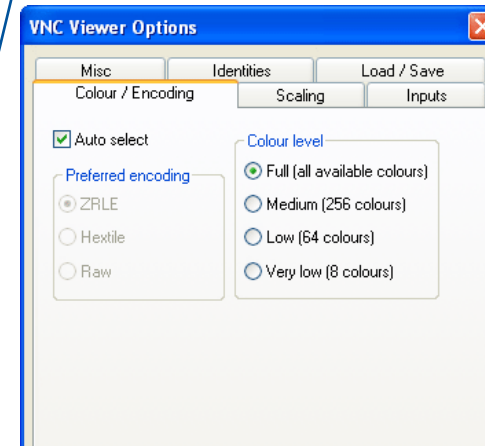 VNC Viewer Options
Misc Identities Load / Save
Colour / Encoding Scaling Inputs
Auto select
Preferred encoding
ZRLE
Hextile
Raw
Colour level
Full (all available colours)
Medium (256 colours)
Low (64 colours)
Very low (8 colours)